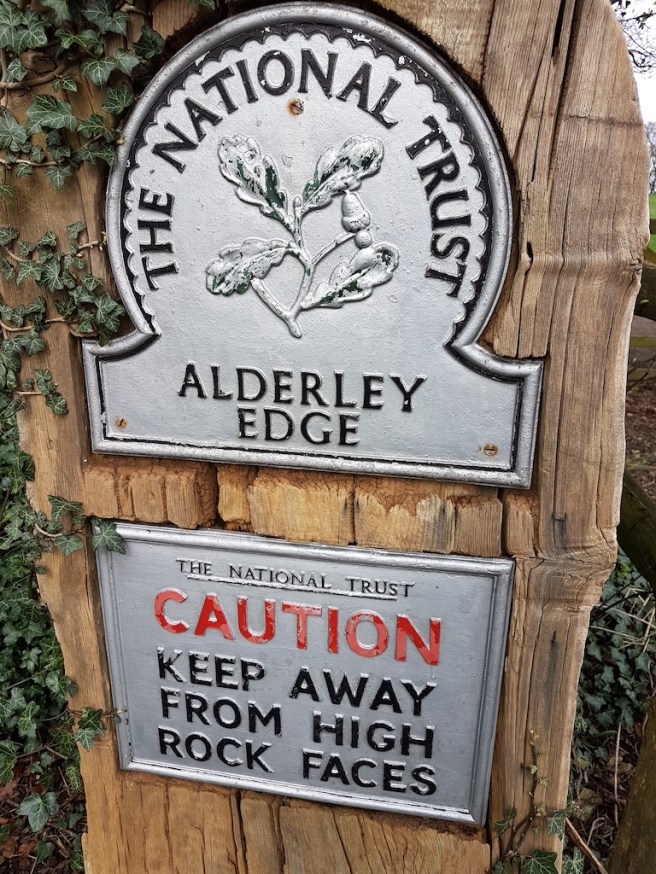 THE NATIONAL TRUST
ALDERLEY
EDGE
THE NATIONAL TRUST
CAUTION
KEEP AWAY
FROM HIGH
ROCK FACES